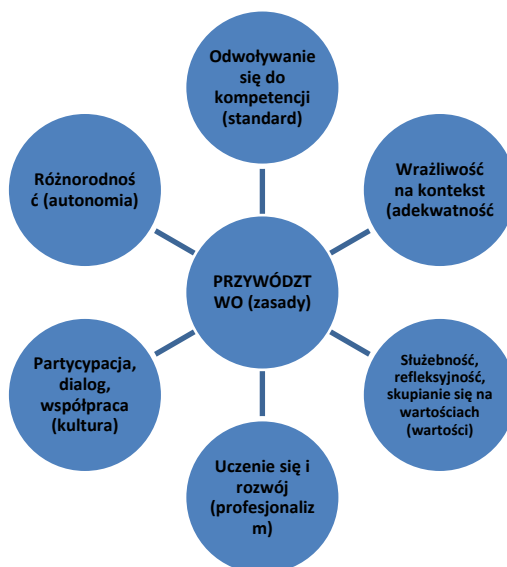 Odwoływanie
się do
kompetencji
(standard)
Różnorodnoś
ć (autonomia)
Wrażliwość
na kontekst
(adekwatność
PRZYWÓDZT
WO (zasady)
Partycypacja,
dialog,
współpraca
(kultura)
Służebność,
refleksyjność,
skupianie się na
wartościach
(wartości)
Uczenie się i
rozwój
(profesjonaliz
m)